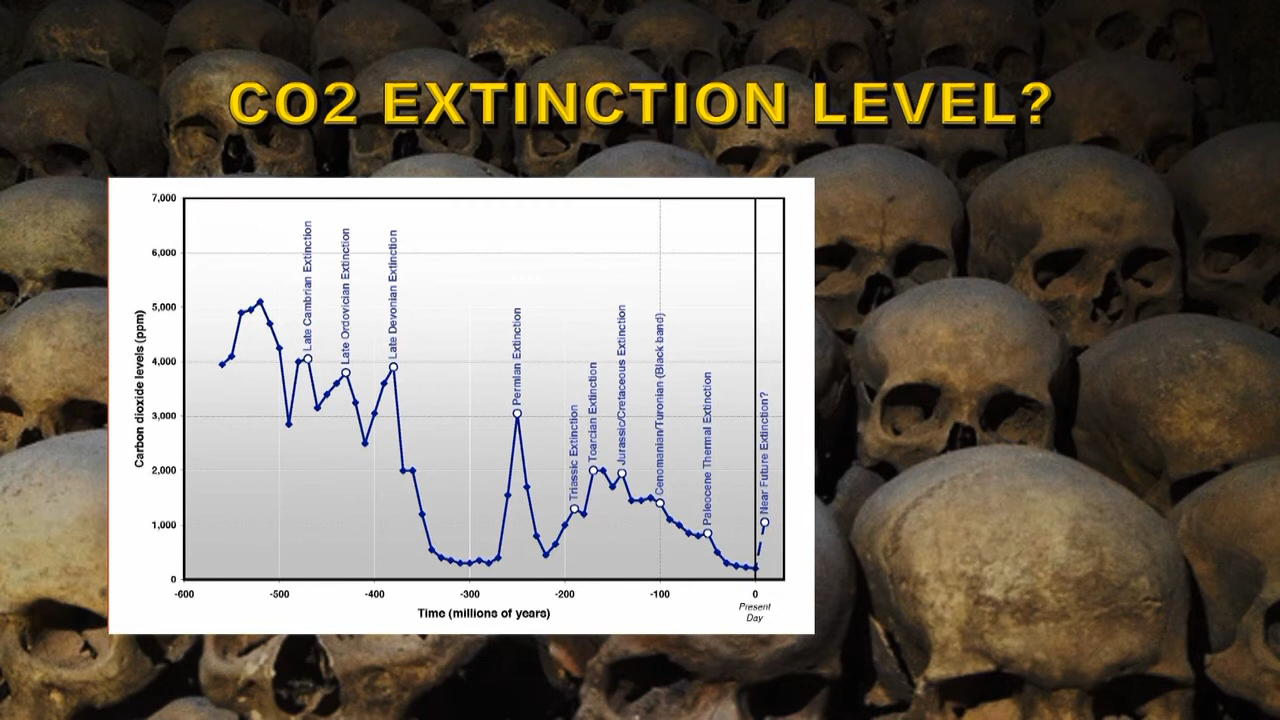 CO2 EXTINCTION LEVEL?
7,000
6,000
5,000
4,000
3,000
2,000
1,000
0
Carbon dioxide levels (ppm)
Late Cambrian Extinction
Late Ordovician Extinction
Late Devonian Extinction
Permian Extinction
Triassic Extinction
Toarcian Extinction
Jurassic/Cretaceous Extinction
Cenomanian/Turonian (Black band)
Paleocene Thermal Extinction
Near Future Extinction?
-600 -500 -400 -300 -200 -100 0
Present
Day
Time (millions of years)